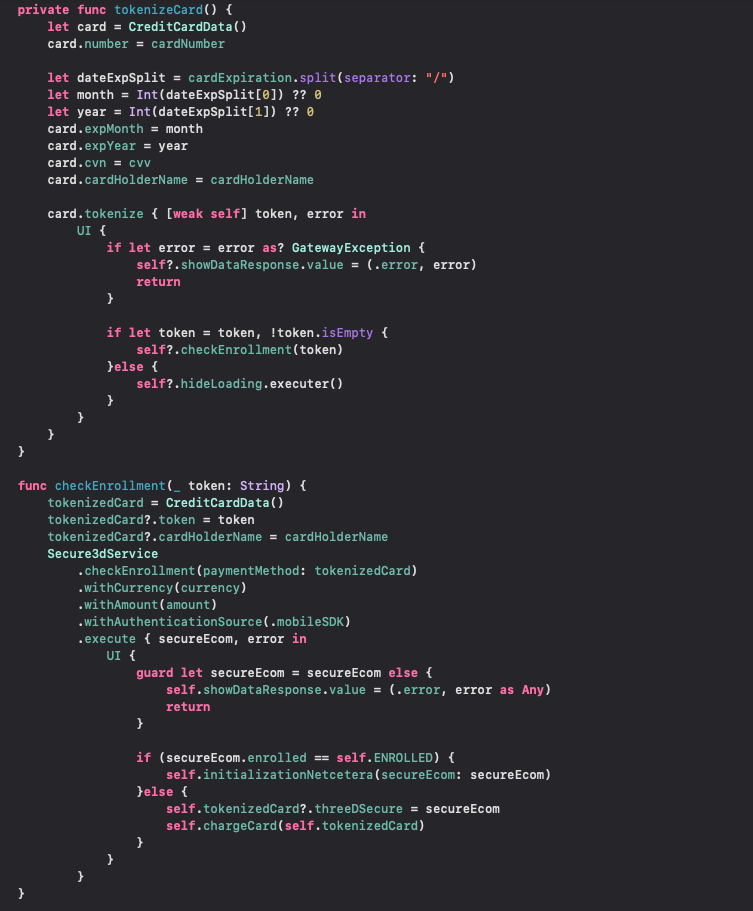 private func tokenizeCard() {
    let card = CreditCardData()
    card.number = cardNumber

    let dateExpSplit = cardExpiration.split(separator: "/")
    let month = Int(dateExpSplit[0]) ?? 0
    let year = Int(dateExpSplit[1]) ?? 0
    card.expMonth = month
    card.expYear = year
    card.cvn = cvv
    card.cardHolderName = cardHolderName

    card.tokenize { [weak self] token, error in
        UI {
            if let error = error as? GatewayException {
                self?.showDataResponse.value = (.error, error)
                return
            }

            if let token = token, !token.isEmpty {
                self?.checkEnrollment(token)
            }else {
                self?.hideLoading.executer()
            }
        }
    }
}

func checkEnrollment(_ token: String) {
    tokenizedCard = CreditCardData()
    tokenizedCard?.token = token
    tokenizedCard?.cardHolderName = cardHolderName
    Secure3dService
        .checkEnrollment(paymentMethod: tokenizedCard)
        .withCurrency(currency)
        .withAmount(amount)
        .withAuthenticationSource(.mobileSDK)
        .execute { secureEcom, error in
            UI {
                guard let secureEcom = secureEcom else {
                    self.showDataResponse.value = (.error, error as Any)
                    return
                }

                if (secureEcom.enrolled == self.ENROLLED) {
                    self.initializationNetcetera(secureEcom: secureEcom)
                }else {
                    self.tokenizedCard?.threeDSecure = secureEcom
                    self.chargeCard(self.tokenizedCard)
                }
            }
        }
}